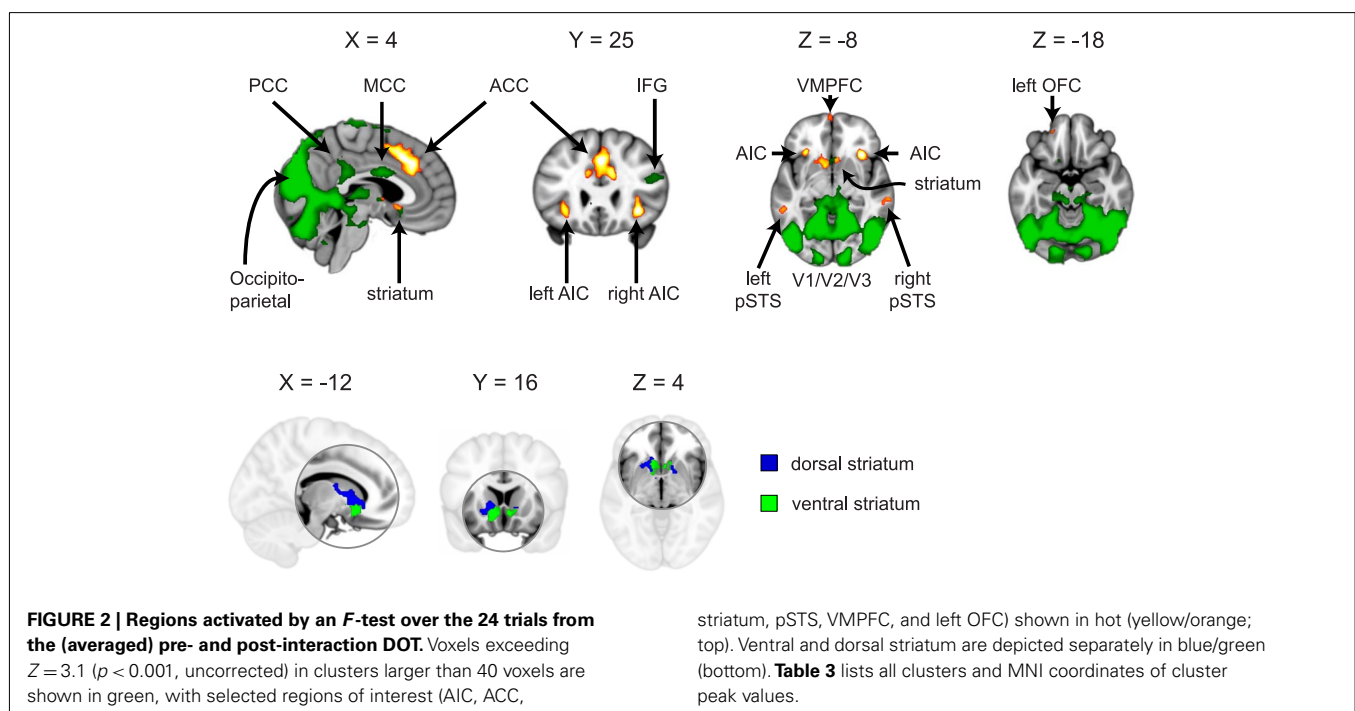 X = 4
Y = 25
Z = -8
Z = -18
PCC
MCC
ACC
IFG
VMPFC
left OFC
AIC
AIC
striatum
Occipito-
parietal
striatum
left AIC
right AIC
left
pSTS
V1/V2/V3
right
pSTS
X = -12
Y = 16
Z = 4
dorsal striatum
ventral striatum
FIGURE 2 | Regions activated by an F-test over the 24 trials from
the (averaged) pre- and post-interaction DOT. Voxels exceeding
Z = 3.1 (p < 0.001, uncorrected) in clusters larger than 40 voxels are
shown in green, with selected regions of interest (AIC, ACC,
striatum, pSTS, VMPFC, and left OFC) shown in hot (yellow/orange;
top). Ventral and dorsal striatum are depicted separately in blue/green
(bottom). Table 3 lists all clusters and MNI coordinates of cluster
peak values.